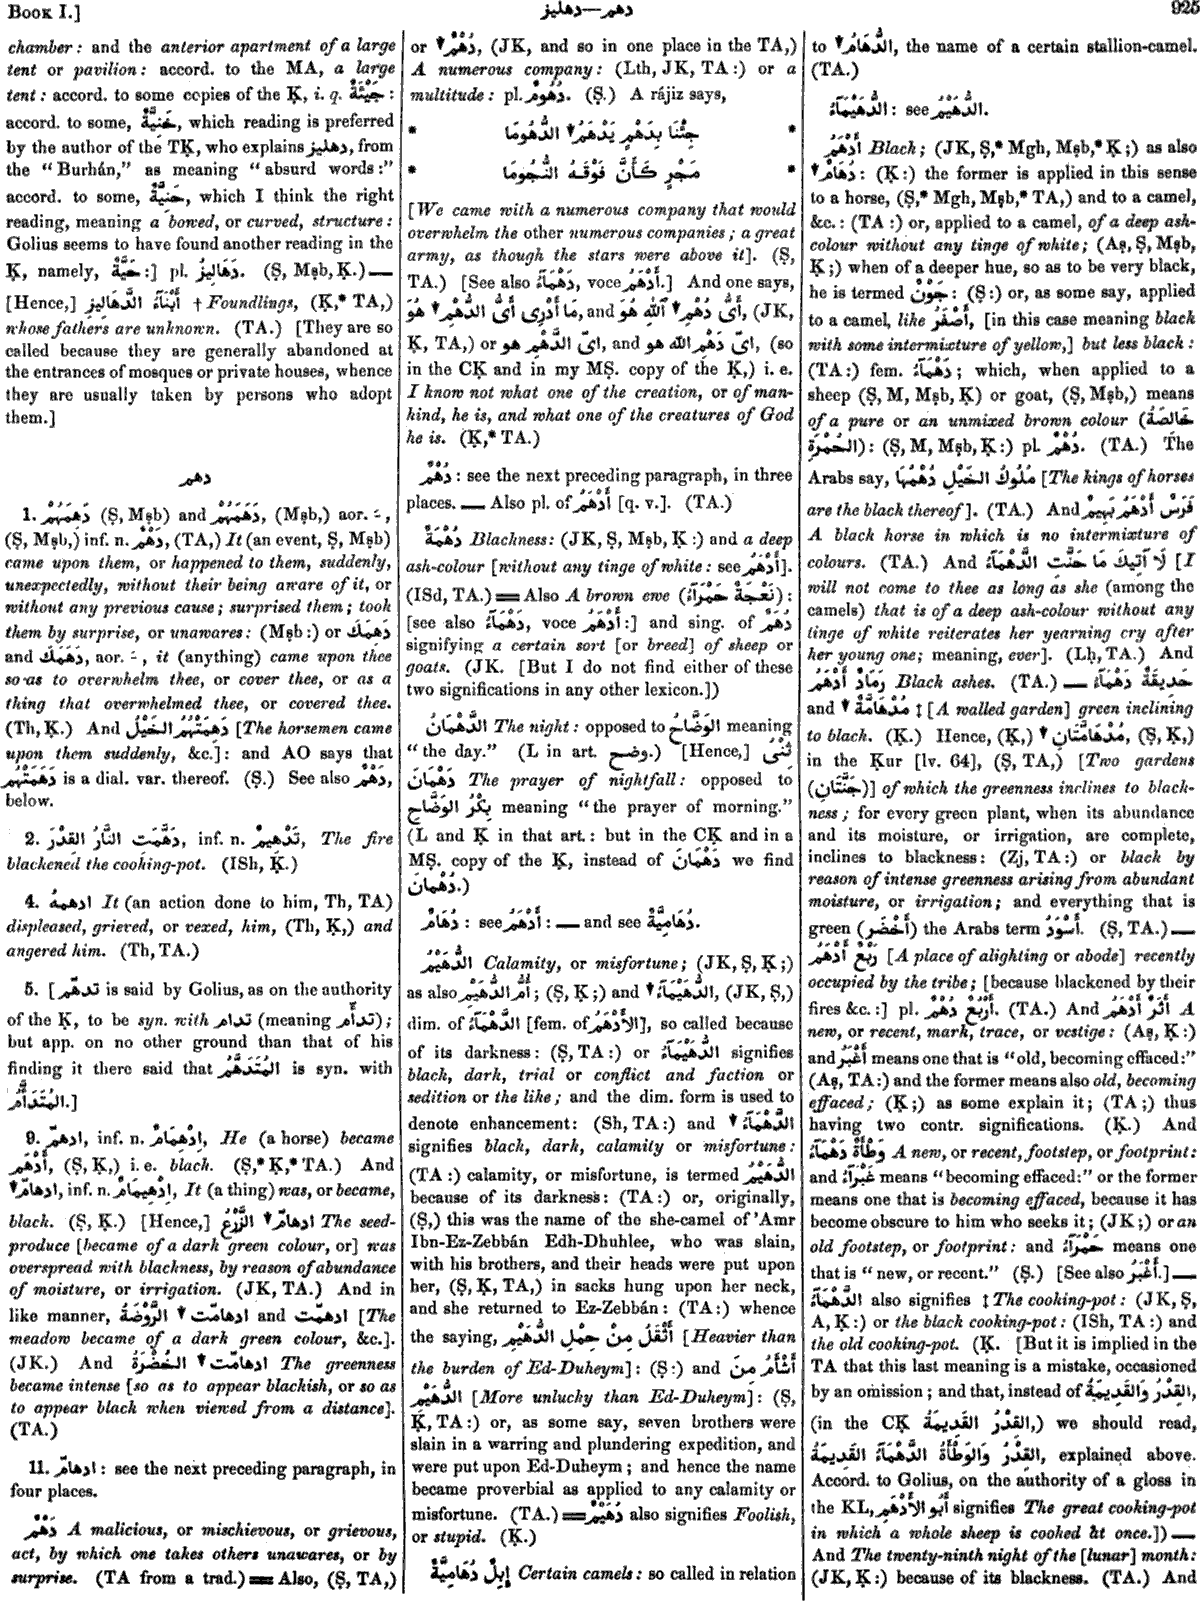 BOOK I.]
دهم—دهليز
925
chamber: and the anterior apartment of a large
tent or pavilion: accord. to the MA, a large
tent: accord. to some copies of the Ḳ, i. q. جَيْئَةٌ :
accord. to some, خَنِيَّةٌ, which reading is preferred
by the author of the TḲ, who explains دهليز, from
the "Burhán," as meaning "absurd words:"
accord. to some, حَنِيَّةٌ, which I think the right
reading, meaning a bowed, or curved, structure:
Golius seems to have found another reading in the
Ḳ, namely, حَيَّةٌ :] pl. دَهَالِيزُ. (Ṣ, Mṣb, Ḳ.) —
[Hence,] أَبْنَآءُ الدَّهَالِيزِ † Foundlings, (Ḳ,* TA,)
whose fathers are unknown. (TA.) [They are so
called because they are generally abandoned at
the entrances of mosques or private houses, whence
they are usually taken by persons who adopt
them.]
دهم
1. دَهِمَهُمْ (Ṣ, Mṣb) and دَهَمَهُمْ, (Mṣb,) aor. ـَ ,
(Ṣ, Mṣb,) inf. n. دَهْمٌ, (TA,) It (an event, Ṣ, Mṣb)
came upon them, or happened to them, suddenly,
unexpectedly, without their being aware of it, or
without any previous cause; surprised them; took
them by surprise, or unawares: (Mṣb:) or دَهِمَكَ
and دَهَمَكَ, aor. ـَ , it (anything) came upon thee
so as to overwhelm thee, or cover thee, or as a
thing that overwhelmed thee, or covered thee.
(Th, Ḳ.) And دَهِمَتْهُمُ الخَيْلُ [The horsemen came
upon them suddenly, &c.]: and AO says that
دَهَمَتْهُمْ is a dial. var. thereof. (Ṣ.) See also دَهْمٌ,
below.
2. دَهَّمَتِ النَّارُ القِدْرَ, inf. n. تَدْهِيمٌ, The fire
blackened the cooking-pot. (ISh, Ḳ.)
4. ادهمهُ It (an action done to him, Th, TA)
displeased, grieved, or vexed, him, (Th, Ḳ,) and
angered him. (Th, TA.)
5. [تدهّم is said by Golius, as on the authority
of the Ḳ, to be syn. with تدام (meaning تدأّم);
but app. on no other ground than that of his
finding it there said that المُتَدَهَّمُ is syn. with
المُتَدَأَّمُ.]
9. ادهمّ, inf. n. اِدْهِمَامٌ, He (a horse) became
أَدْهَم, (Ṣ, Ḳ,) i. e. black. (Ṣ,* Ḳ,* TA.) And
▼ ادهامّ, inf. n. اِدْهِيمَامٌ, It (a thing) was, or became,
black. (Ṣ, Ḳ.) [Hence,] ادهامّ ▼ الزَّرْعُ The seed-
produce [became of a dark green colour, or] was
overspread with blackness, by reason of abundance
of moisture, or irrigation. (JK, TA.) And in
like manner, ادهمّت and ادهامّت ▼ الرَّوْضَةُ [The
meadow became of a dark green colour, &c.].
(JK.) And ادهامّت ▼ الخُضْرَةُ The greenness
became intense [so as to appear blackish, or so as
to appear black when viewed from a distance].
(TA.)
11. ادهامّ: see the next preceding paragraph, in
four places.
دَهْمٌ A malicious, or mischievous, or grievous,
act, by which one takes others unawares, or by
surprise. (TA from a trad.) = Also, (Ṣ, TA,)
or ▼ دُهْمٌ, (JK, and so in one place in the TA,)
A numerous company: (Lth, JK, TA:) or a
multitude: pl. دُهُومٌ. (Ṣ.) A rájiz says,
* جِئْنَا بِدَهْمٍ يَدْهَمُ ▼ الدُّهُومَا *
* مَجْرٍ كَأَنَّ فَوْقَهُ النُّجُومَا *
[We came with a numerous company that would
overwhelm the other numerous companies; a great
army, as though the stars were above it]. (Ṣ,
TA.) [See also دَهْمَآءُ, voce أَدْهَمُ.] And one says,
مَا أَدْرِى أَىُّ الدُّهْمِ ▼ هُوَ, and أَىُّ دُهْمِ ▼ ٱللّٰهِ هُوَ, (JK,
Ḳ, TA,) or اىّ الدَّهْمِ هو, and اىّ دَهْمِ الله هو, (so
in the CḲ and in my MṢ. copy of the Ḳ,) i. e.
I know not what one of the creation, or of man-
kind, he is, and what one of the creatures of God
he is. (Ḳ,* TA.)
دُهْمٌ: see the next preceding paragraph, in three
places. — Also pl. of أَدْهَمُ [q. v.]. (TA.)
دُهْمَةٌ Blackness: (JK, Ṣ, Mṣb, Ḳ:) and a deep
ash-colour [without any tinge of white: see أَدْهَمُ].
(ISd, TA.) = Also A brown ewe (نَعْجَةٌ حَمْرَآءُ):
[see also دَهْمَآءُ, voce أَدْهَمُ:] and sing. of دُهْمٌ
signifying a certain sort [or breed] of sheep or
goats. (JK. [But I do not find either of these
two significations in any other lexicon.])
الدَّهْمَانُ The night: opposed to الوَضَّاحُ meaning
"the day." (L in art. وضح.) [Hence,] ثِنْىُ
دَهْمَانَ The prayer of nightfall: opposed to
بِكْرُ الوَضَّاحِ meaning "the prayer of morning."
(L and Ḳ in that art.: but in the CḲ and in a
MṢ. copy of the Ḳ, instead of دَهْمَانَ we find
دُهْمَانَ.)
دُهَامٌ: see أَدْهَمُ: — and see دُهَامِيَّةٌ.
الدُّهَيْمُ Calamity, or misfortune; (JK, Ṣ, Ḳ;)
as also أُمُّ الدُّهَيْمِ; (Ṣ, Ḳ;) and ▼ الدُّهَيْمَآءُ, (JK, Ṣ,)
dim. of الدَّهْمَآءُ [fem. of الأَدْهَمُ], so called because
of its darkness: (Ṣ, TA:) or الدُّهَيْمَآءُ signifies
black, dark, trial or conflict and faction or
sedition or the like; and the dim. form is used to
denote enhancement: (Sh, TA:) and ▼ الدَّهْمَآءُ
signifies black, dark, calamity or misfortune:
(TA:) calamity, or misfortune, is termed الدُّهَيْمُ
because of its darkness: (TA:) or, originally,
(Ṣ,) this was the name of the she-camel of 'Amr
Ibn-Ez-Zebbán Edh-Dhuhlee, who was slain,
with his brothers, and their heads were put upon
her, (Ṣ, Ḳ, TA,) in sacks hung upon her neck,
and she returned to Ez-Zebbán: (TA:) whence
the saying, أَثْقَلُ مِنْ حِمْلِ الدُّهَيْمِ [Heavier than
the burden of Ed-Duheym]: (Ṣ:) and أَشْأَمُ مِنَ
الدُّهَيْمِ [More unlucky than Ed-Duheym]: (Ṣ,
Ḳ, TA:) or, as some say, seven brothers were
slain in a warring and plundering expedition, and
were put upon Ed-Duheym; and hence the name
became proverbial as applied to any calamity or
misfortune. (TA.) = دُهَيْمٌ also signifies Foolish,
or stupid. (Ḳ.)
إِبِلٌ دُهَامِيَّةٌ Certain camels: so called in relation
to ▼ الدُّهَامُ, the name of a certain stallion-camel.
(TA.)
الدُّهَيْمَآءُ: see الدُّهَيْمُ.
أَدْهَمُ Black; (JK, Ṣ,* Mgh, Mṣb,* Ḳ;) as also
▼ دُهَامٌ: (Ḳ:) the former is applied in this sense
to a horse, (Ṣ,* Mgh, Mṣb,* TA,) and to a camel,
&c.: (TA:) or, applied to a camel, of a deep ash-
colour without any tinge of white; (Aṣ, Ṣ, Mṣb,
Ḳ;) when of a deeper hue, so as to be very black,
he is termed جَوْنٌ: (Ṣ:) or, as some say, applied
to a camel, like أَصْفَرُ, [in this case meaning black
with some intermixture of yellow,] but less black:
(TA:) fem. دَهْمَآءُ; which, when applied to a
sheep (Ṣ, M, Mṣb, Ḳ) or goat, (Ṣ, Mṣb,) means
of a pure or an unmixed brown colour (خَالِصَةُ
الحُمْرَةِ): (Ṣ, M, Mṣb, Ḳ:) pl. دُهْمٌ. (TA.) The
Arabs say, مُلُوكُ الخَيْلِ دُهْمُهَا [The kings of horses
are the black thereof]. (TA.) And فَرَسٌ أَدْهَمُ بَهِيمٌ
A black horse in which is no intermixture of
colours. (TA.) And لَا آتِيكَ مَا حَنَّتِ الدَّهْمَآءُ [I
will not come to thee as long as she (among the
camels) that is of a deep ash-colour without any
tinge of white reiterates her yearning cry after
her young one; meaning, ever]. (Lḥ, TA.) And
رَمَادٌ أَدْهَمُ Black ashes. (TA.) — حَدِيقَةٌ دَهْمَآءُ
and ▼ مُدْهَامَّةٌ ‡ [A walled garden] green inclining
to black. (Ḳ.) Hence, (Ḳ,) ▼ مُدْهَامَّتَانِ, (Ṣ, Ḳ,)
in the Ḳur [lv. 64], (Ṣ, TA,) [Two gardens
(جَنَّتَانِ)] of which the greenness inclines to black-
ness; for every green plant, when its abundance
and its moisture, or irrigation, are complete,
inclines to blackness: (Zj, TA:) or black by
reason of intense greenness arising from abundant
moisture, or irrigation; and everything that is
green (أَخْضَر) the Arabs term أَسْوَدُ. (Ṣ, TA.) —
رَبْعٌ أَدْهَمُ [A place of alighting or abode] recently
occupied by the tribe; [because blackened by their
fires &c.:] pl. أَرْبُعٌ دُهْمٌ. (TA.) And أَثَرٌ أَدْهَمُ A
new, or recent, mark, trace, or vestige: (Aṣ, Ḳ:)
and أَغْبَرُ means one that is "old, becoming effaced:"
(Aṣ, TA:) and the former means also old, becoming
effaced; (Ḳ;) as some explain it; (TA;) thus
having two contr. significations. (Ḳ.) And
وَطْأَةٌ دَهْمَآءُ A new, or recent, footstep, or footprint:
and غَبْرَآءُ means "becoming effaced:" or the former
means one that is becoming effaced, because it has
become obscure to him who seeks it; (JK;) or an
old footstep, or footprint: and حَمْرَآءُ means one
that is "new, or recent." (Ṣ.) [See also أَغْبَرُ.] —
الدَّهْمَآءُ also signifies ‡ The cooking-pot: (JK, Ṣ,
A, Ḳ:) or the black cooking-pot: (ISh, TA:) and
the old cooking-pot. (Ḳ. [But it is implied in the
TA that this last meaning is a mistake, occasioned
by an omission; and that, instead of القِدْرُ وَالقَدِيمَةُ,
(in the CḲ القِدْرُ القَدِيمَةُ,) we should read,
القِدْرُ وَالوَطْأَةُ الدَّهْمَآءُ القَدِيمَةُ, explained above.
Accord. to Golius, on the authority of a gloss in
the KL, أَبُو الأَدْهَمِ signifies The great cooking-pot
in which a whole sheep is cooked at once.]) —
And The twenty-ninth night of the [lunar] month:
(JK, Ḳ:) because of its blackness. (TA.) And